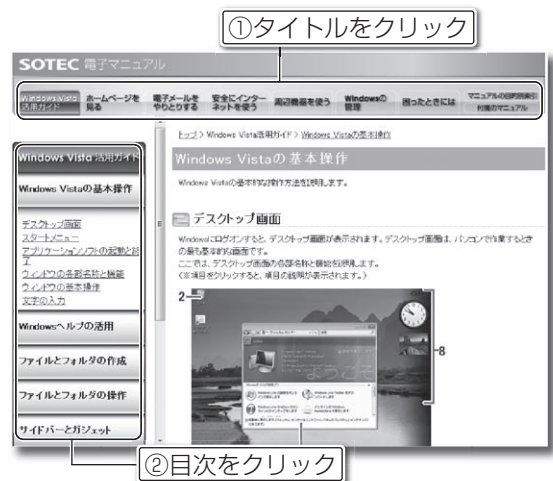 ①タイトルをクリック
SOTEC 電子マニュアル
Windows Vista 活用ガイド
ホームページを見る
電子メールをやりとりする
安全にインターネットを使う
周辺機器を使う
Windowsの管理
困ったときには
マニュアルの目的別索引
付属のマニュアル
トップ > Windows Vista活用ガイド > Windows Vistaの基本操作
Windows Vista 活用ガイド
Windows Vistaの基本操作
デスクトップ画面
スタートメニュー
アプリケーションソフトの起動と終了
ウィンドウの各部名称と機能
ウィンドウの基本操作
文字の入力
Windowsヘルプの活用
ファイルとフォルダの作成
ファイルとフォルダの操作
サイドバーとガジェット
Windows Vistaの基本操作
Windows Vistaの基本的な操作方法を説明します。
デスクトップ画面
Windowsにログオンすると、デスクトップ画面が表示されます。デスクトップ画面は、パソコンで作業するときの最も基本的な画面です。
ここでは、デスクトップ画面の各部名称と機能を説明します。
(※項目をクリックすると、項目の説明が表示されます。)
2
8
②目次をクリック